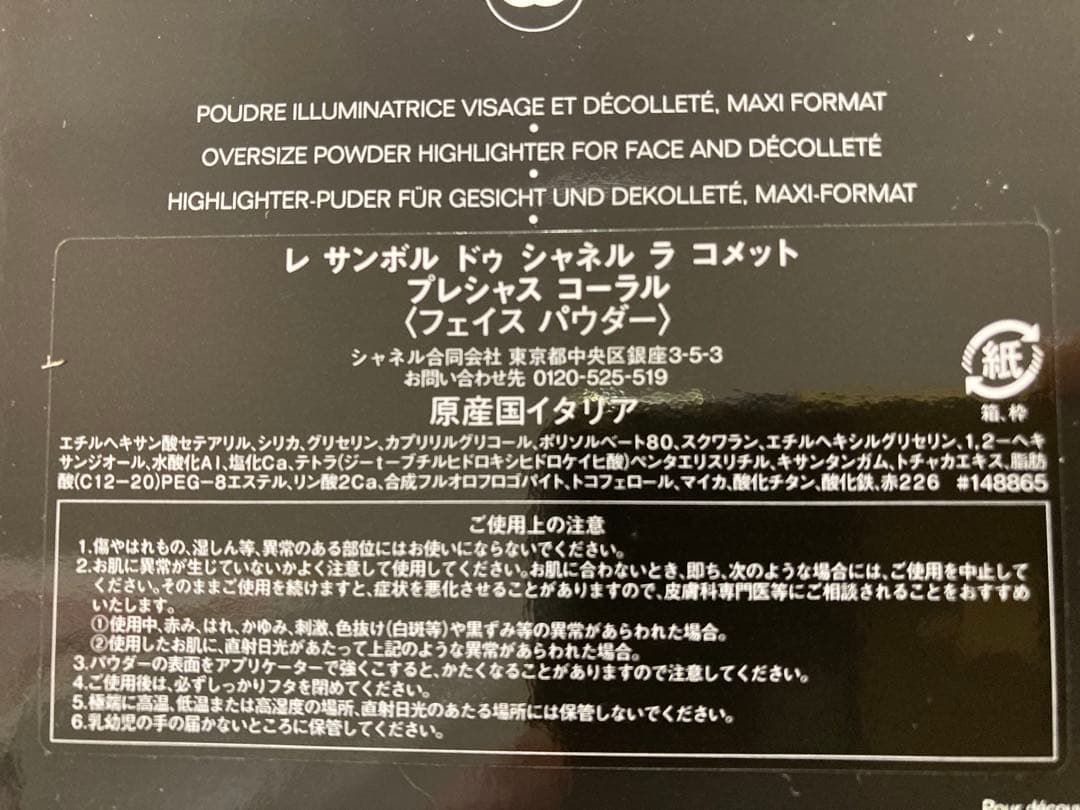 POUDRE ILLUMINATRICE VISAGE ET DÉCOLLETÉ, MAXI FORMAT
OVERSIZE POWDER HIGHLIGHTER FOR FACE AND DÉCOLLETÉ
HIGHLIGHTER-PUDER FÜR GESICHT UND DEKOLLETÉ, MAXI-FORMAT
レ サンボル ドゥ シャネル ラ コメット
プレシャス コーラル
〈フェイス パウダー〉
シャネル合同会社 東京都中央区銀座3-5-3
お問い合わせ先 0120-525-519
原産国イタリア
紙
箱、枠
エチルヘキサン酸セテアリル、シリカ、グリセリン、カプリリルグリコール、ポリソルベート80、スクワラン、エチルヘキシルグリセリン、1,2－ヘキ
サンジオール、水酸化Al、塩化Ca、テトラ(ジーt－ブチルヒドロキシヒドロケイヒ酸)ペンタエリスリチル、キサンタンガム、トチャカエキス、脂肪
酸(C12－20)PEG－8エステル、リン酸2Ca、合成フルオロフロゴパイト、トコフェロール、マイカ、酸化チタン、酸化鉄、赤226 #148865
ご使用上の注意
1.傷やはれもの、湿しん等、異常のある部位にはお使いにならないでください。
2.お肌に異常が生じていないかよく注意して使用してください。お肌に合わないとき、即ち、次のような場合には、ご使用を中止して
ください。そのままご使用を続けますと、症状を悪化させることがありますので、皮膚科専門医等にご相談されることをおすすめ
いたします。
①使用中、赤み、はれ、かゆみ、刺激、色抜け(白斑等)や黒ずみ等の異常があらわれた場合。
②使用したお肌に、直射日光があたって上記のような異常があらわれた場合。
3.パウダーの表面をアプリケーターで強くこすると、かたくなることがありますので注意してください。
4.ご使用後は、必ずしっかりフタを閉めてください。
5.極端に高温、低温または高湿度の場所、直射日光のあたる場所には保管しないでください。
6.乳幼児の手の届かないところに保管してください。